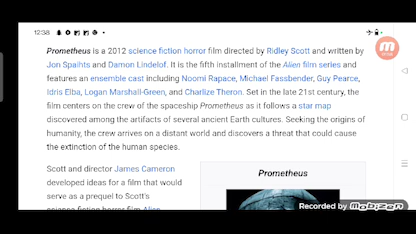 12:38
Prometheus is a 2012 science fiction horror film directed by Ridley Scott and written by
Jon Spaihts and Damon Lindelof. It is the fifth installment of the Alien film series and
features an ensemble cast including Noomi Rapace, Michael Fassbender, Guy Pearce,
Idris Elba, Logan Marshall-Green, and Charlize Theron. Set in the late 21st century, the
film centers on the crew of the spaceship Prometheus as it follows a star map
discovered among the artifacts of several ancient Earth cultures. Seeking the origins of
humanity, the crew arrives on a distant world and discovers a threat that could cause
the extinction of the human species.
Scott and director James Cameron
developed ideas for a film that would
serve as a prequel to Scott's
science fiction horror film Alien
Prometheus
Recorded by Mobizen